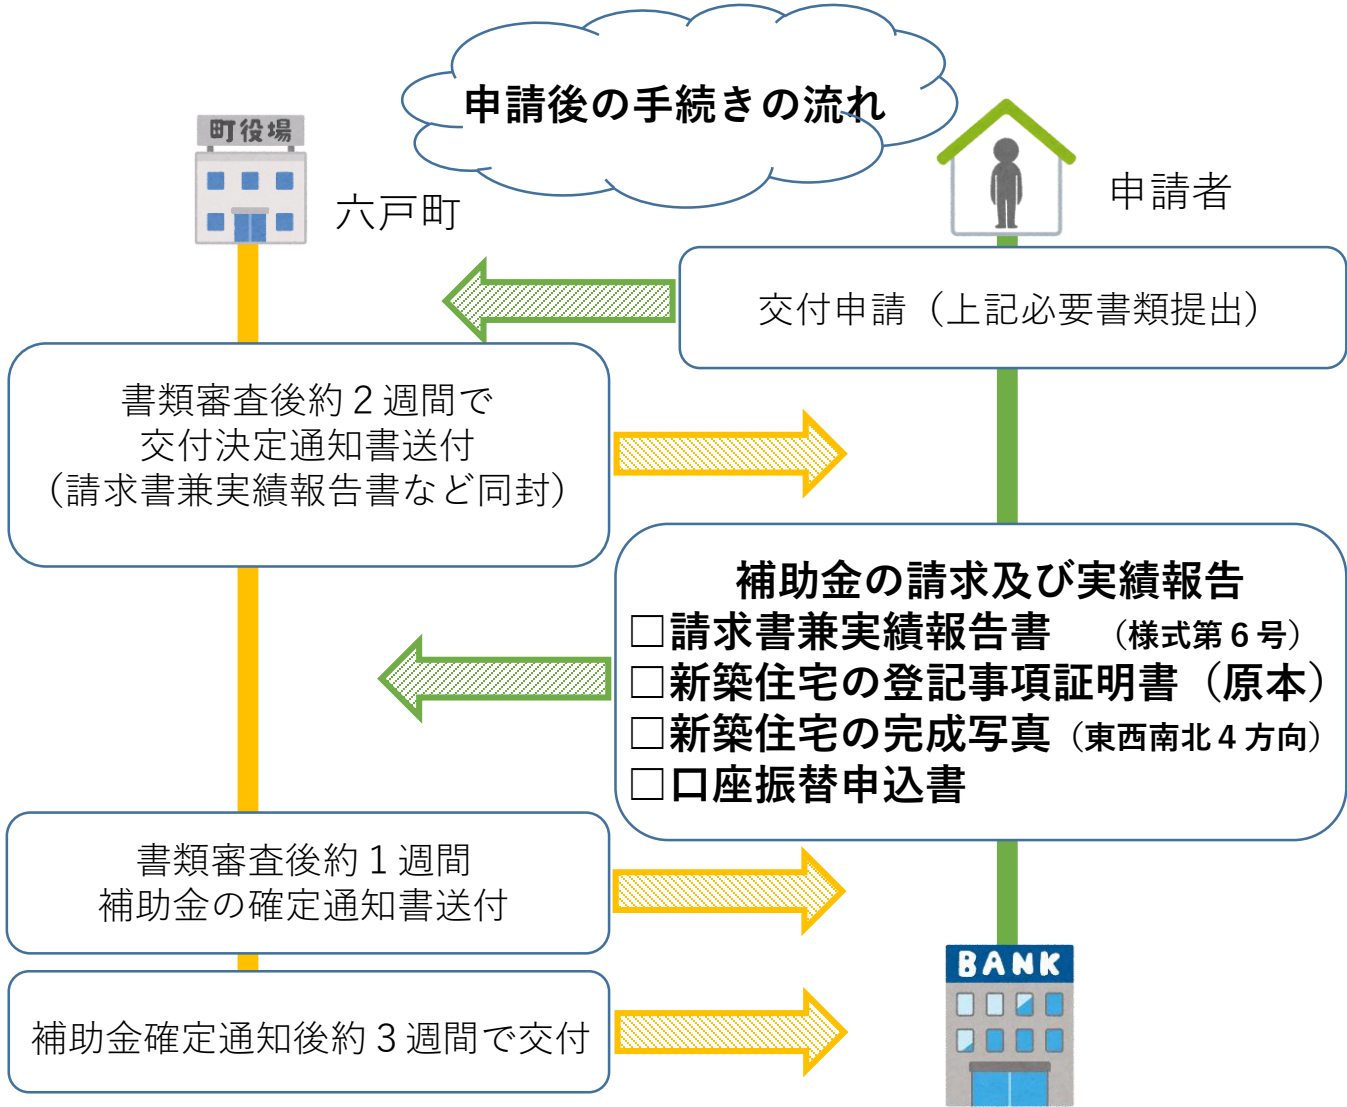 申請後の手続きの流れ
町役場
六戸町
申請者
交付申請（上記必要書類提出）
書類審査後約２週間で
交付決定通知書送付
（請求書兼実績報告書など同封）
補助金の請求及び実績報告
□請求書兼実績報告書　（様式第６号）
□新築住宅の登記事項証明書（原本）
□新築住宅の完成写真（東西南北４方向）
□口座振替申込書
書類審査後約１週間
補助金の確定通知書送付
BANK
補助金確定通知後約３週間で交付